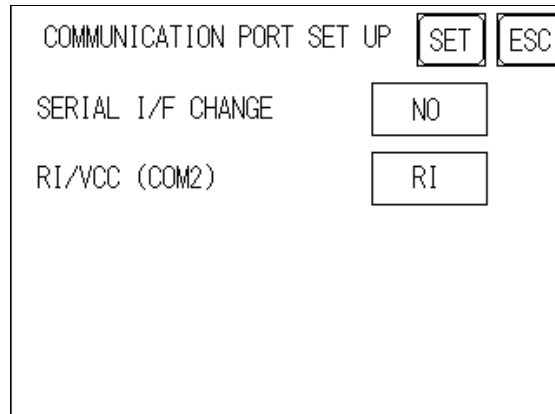 COMMUNICATION PORT SET UP SET ESC
SERIAL I/F CHANGE NO
RI/VCC (COM2) RI